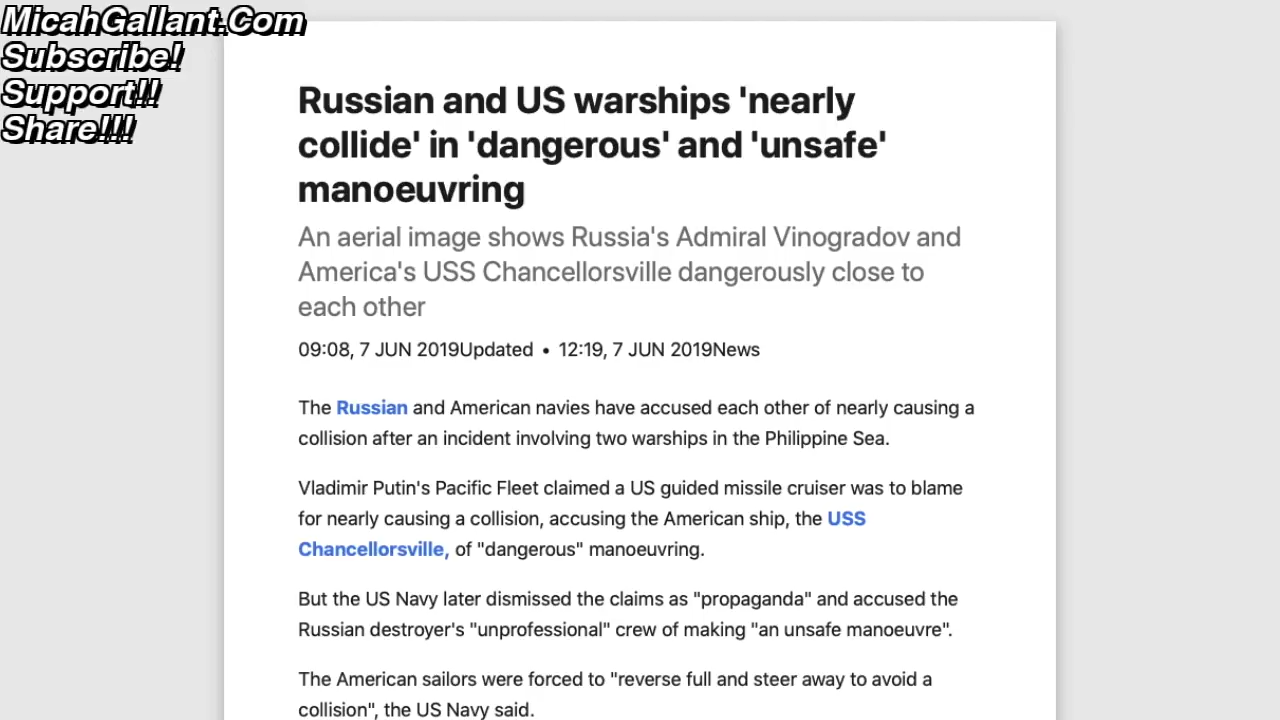 MicahGallant.Com
Subscribe!
Support!!
Share!!!
Russian and US warships 'nearly
collide' in 'dangerous' and 'unsafe'
manoeuvring
An aerial image shows Russia's Admiral Vinogradov and
America's USS Chancellorsville dangerously close to
each other
09:08, 7 JUN 2019Updated • 12:19, 7 JUN 2019News
The Russian and American navies have accused each other of nearly causing a
collision after an incident involving two warships in the Philippine Sea.
Vladimir Putin's Pacific Fleet claimed a US guided missile cruiser was to blame
for nearly causing a collision, accusing the American ship, the USS
Chancellorsville, of "dangerous" manoeuvring.
But the US Navy later dismissed the claims as "propaganda" and accused the
Russian destroyer's "unprofessional" crew of making "an unsafe manoeuvre".
The American sailors were forced to "reverse full and steer away to avoid a
collision", the US Navy said.